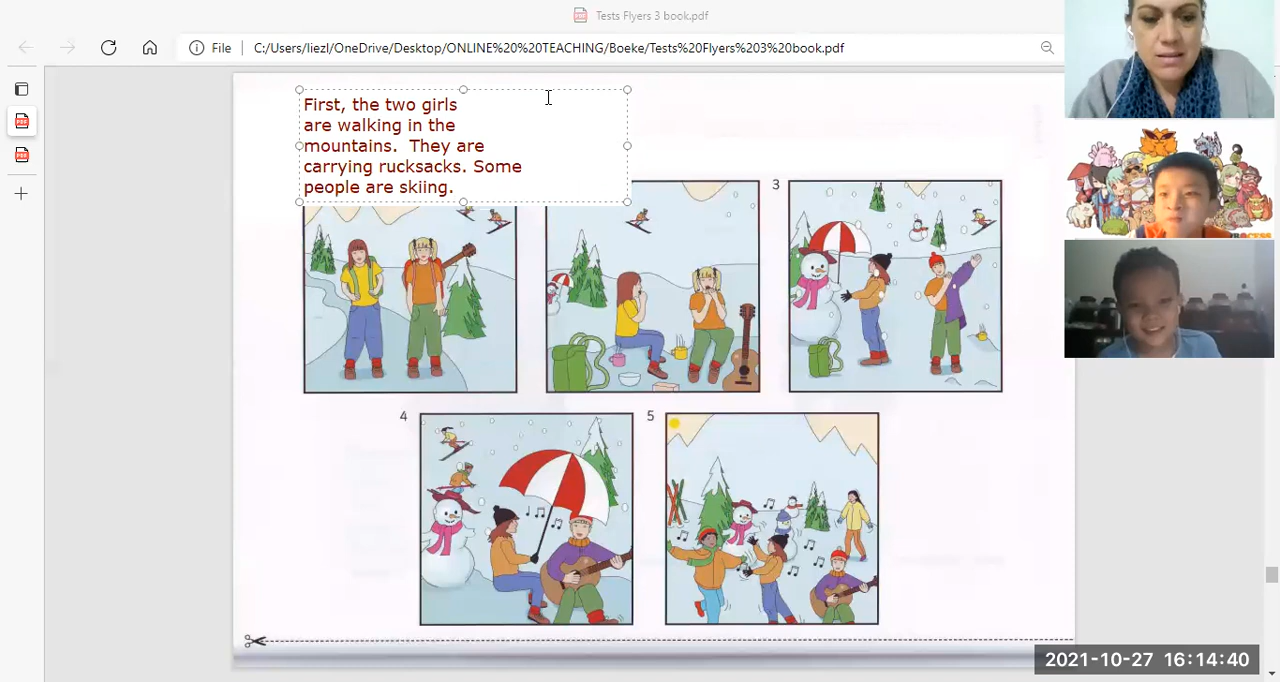 Tests Flyers 3 book.pdf
File C:/Users/liezl/OneDrive/Desktop/ONLINE%20%20TEACHING/Boeke/Tests%20Flyers%203%20book.pdf
First, the two girls
are walking in the
mountains.  They are
carrying rucksacks. Some
people are skiing.
3
4
5
2021-10-27 16:14:40